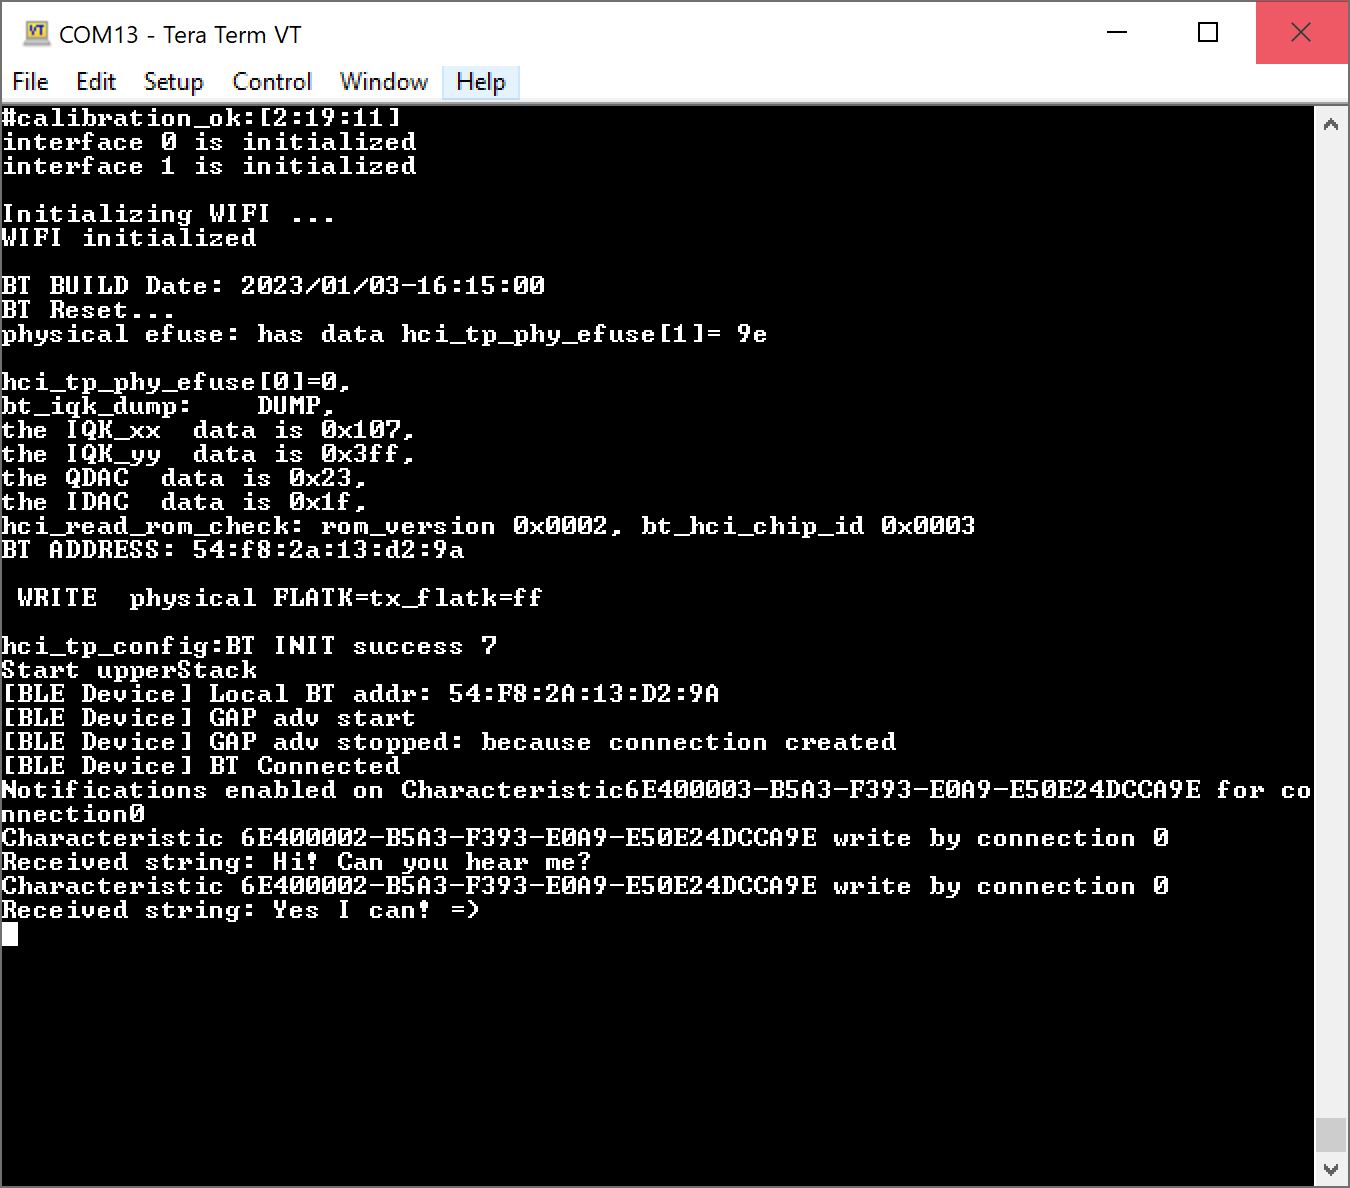 COM13 - Tera Term VT
File Edit Setup Control Window Help
#calibration_ok:[2:19:11]
interface 0 is initialized
interface 1 is initialized
Initializing WIFI ...
WIFI initialized
BT BUILD Date: 2023/01/03-16:15:00
BT Reset...
physical efuse: has data hci_tp_phy_efuse[1]= 9e
hci_tp_phy_efuse[0]=0,
bt_iqk_dump:    DUMP,
the IQK_xx  data is 0x107,
the IQK_yy  data is 0x3ff,
the QDAC  data is 0x23,
the IDAC  data is 0x1f,
hci_read_rom_check: rom_version 0x0002, bt_hci_chip_id 0x0003
BT ADDRESS: 54:f8:2a:13:d2:9a
WRITE  physical FLATK=tx_flatk=ff
hci_tp_config:BT INIT success 7
Start upperStack
[BLE Device] Local BT addr: 54:F8:2A:13:D2:9A
[BLE Device] GAP adv start
[BLE Device] GAP adv stopped: because connection created
[BLE Device] BT Connected
Notifications enabled on Characteristic6E400003-B5A3-F393-E0A9-E50E24DCCA9E for co
nnection0
Characteristic 6E400002-B5A3-F393-E0A9-E50E24DCCA9E write by connection 0
Received string: Hi! Can you hear me?
Characteristic 6E400002-B5A3-F393-E0A9-E50E24DCCA9E write by connection 0
Received string: Yes I can! =)